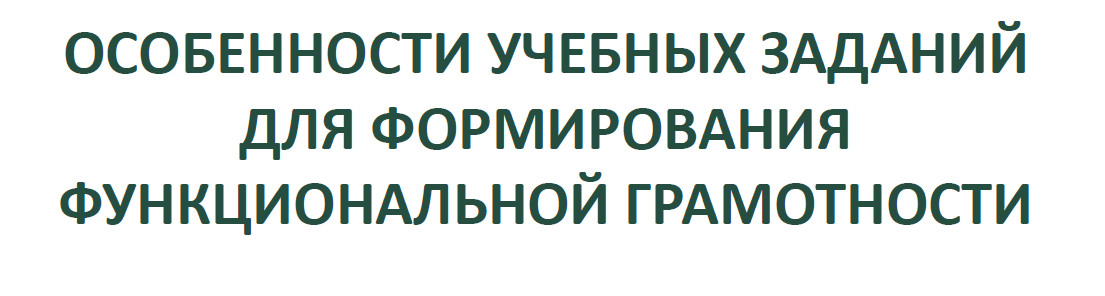 ОСОБЕННОСТИ УЧЕБНЫХ ЗАДАНИЙ
ДЛЯ ФОРМИРОВАНИЯ
ФУНКЦИОНАЛЬНОЙ ГРАМОТНОСТИ